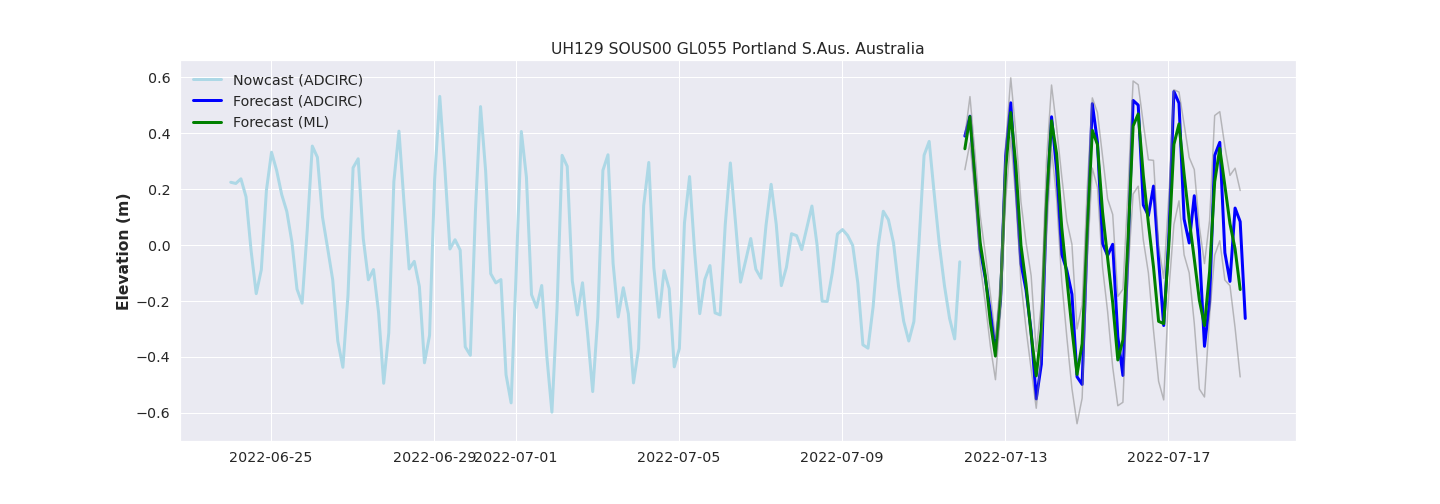 UH129 SOUS00 GL055 Portland S.Aus. Australia
Nowcast (ADCIRC)
Forecast (ADCIRC)
Forecast (ML)
Elevation (m)
0.6
0.4
0.2
0.0
−0.2
−0.4
−0.6
2022-06-25
2022-06-29
2022-07-01
2022-07-05
2022-07-09
2022-07-13
2022-07-17